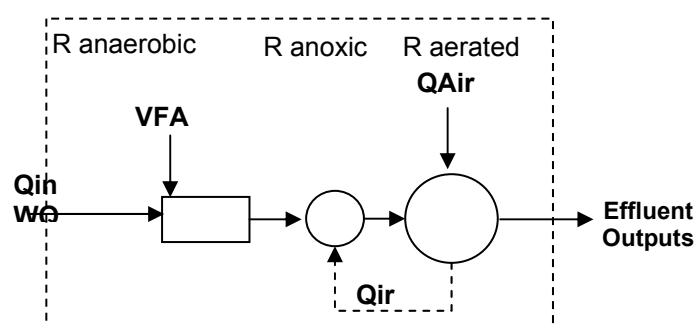 R anaerobic R anoxic R aerated
QAir
VFA
Qin
WQ
Effluent
Outputs
Qir